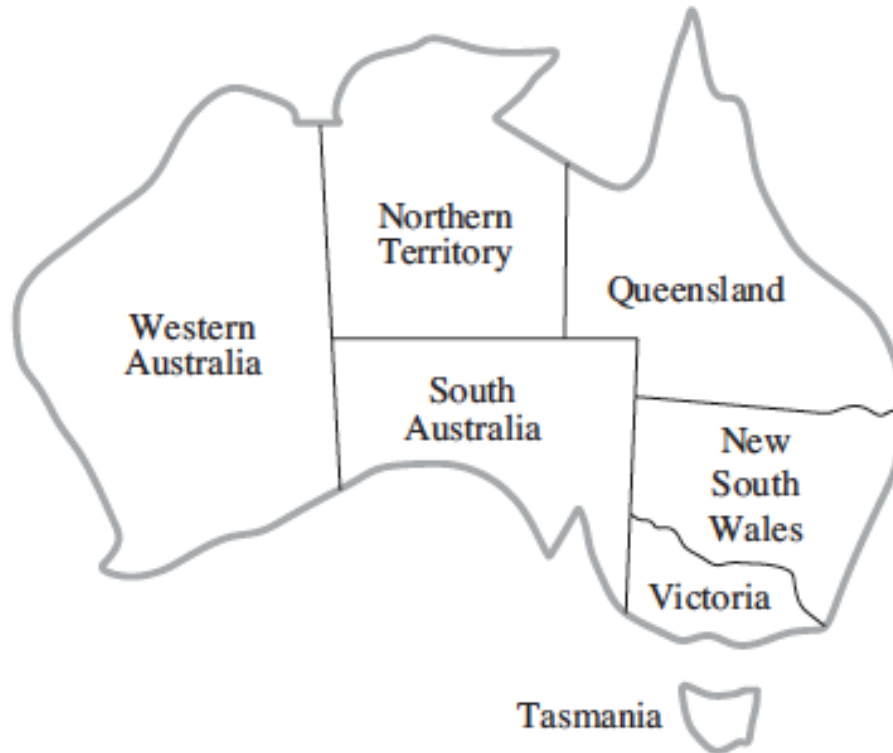 Northern
Territory
Queensland
Western
Australia
South
Australia
New
South
Wales
Victoria
Tasmania